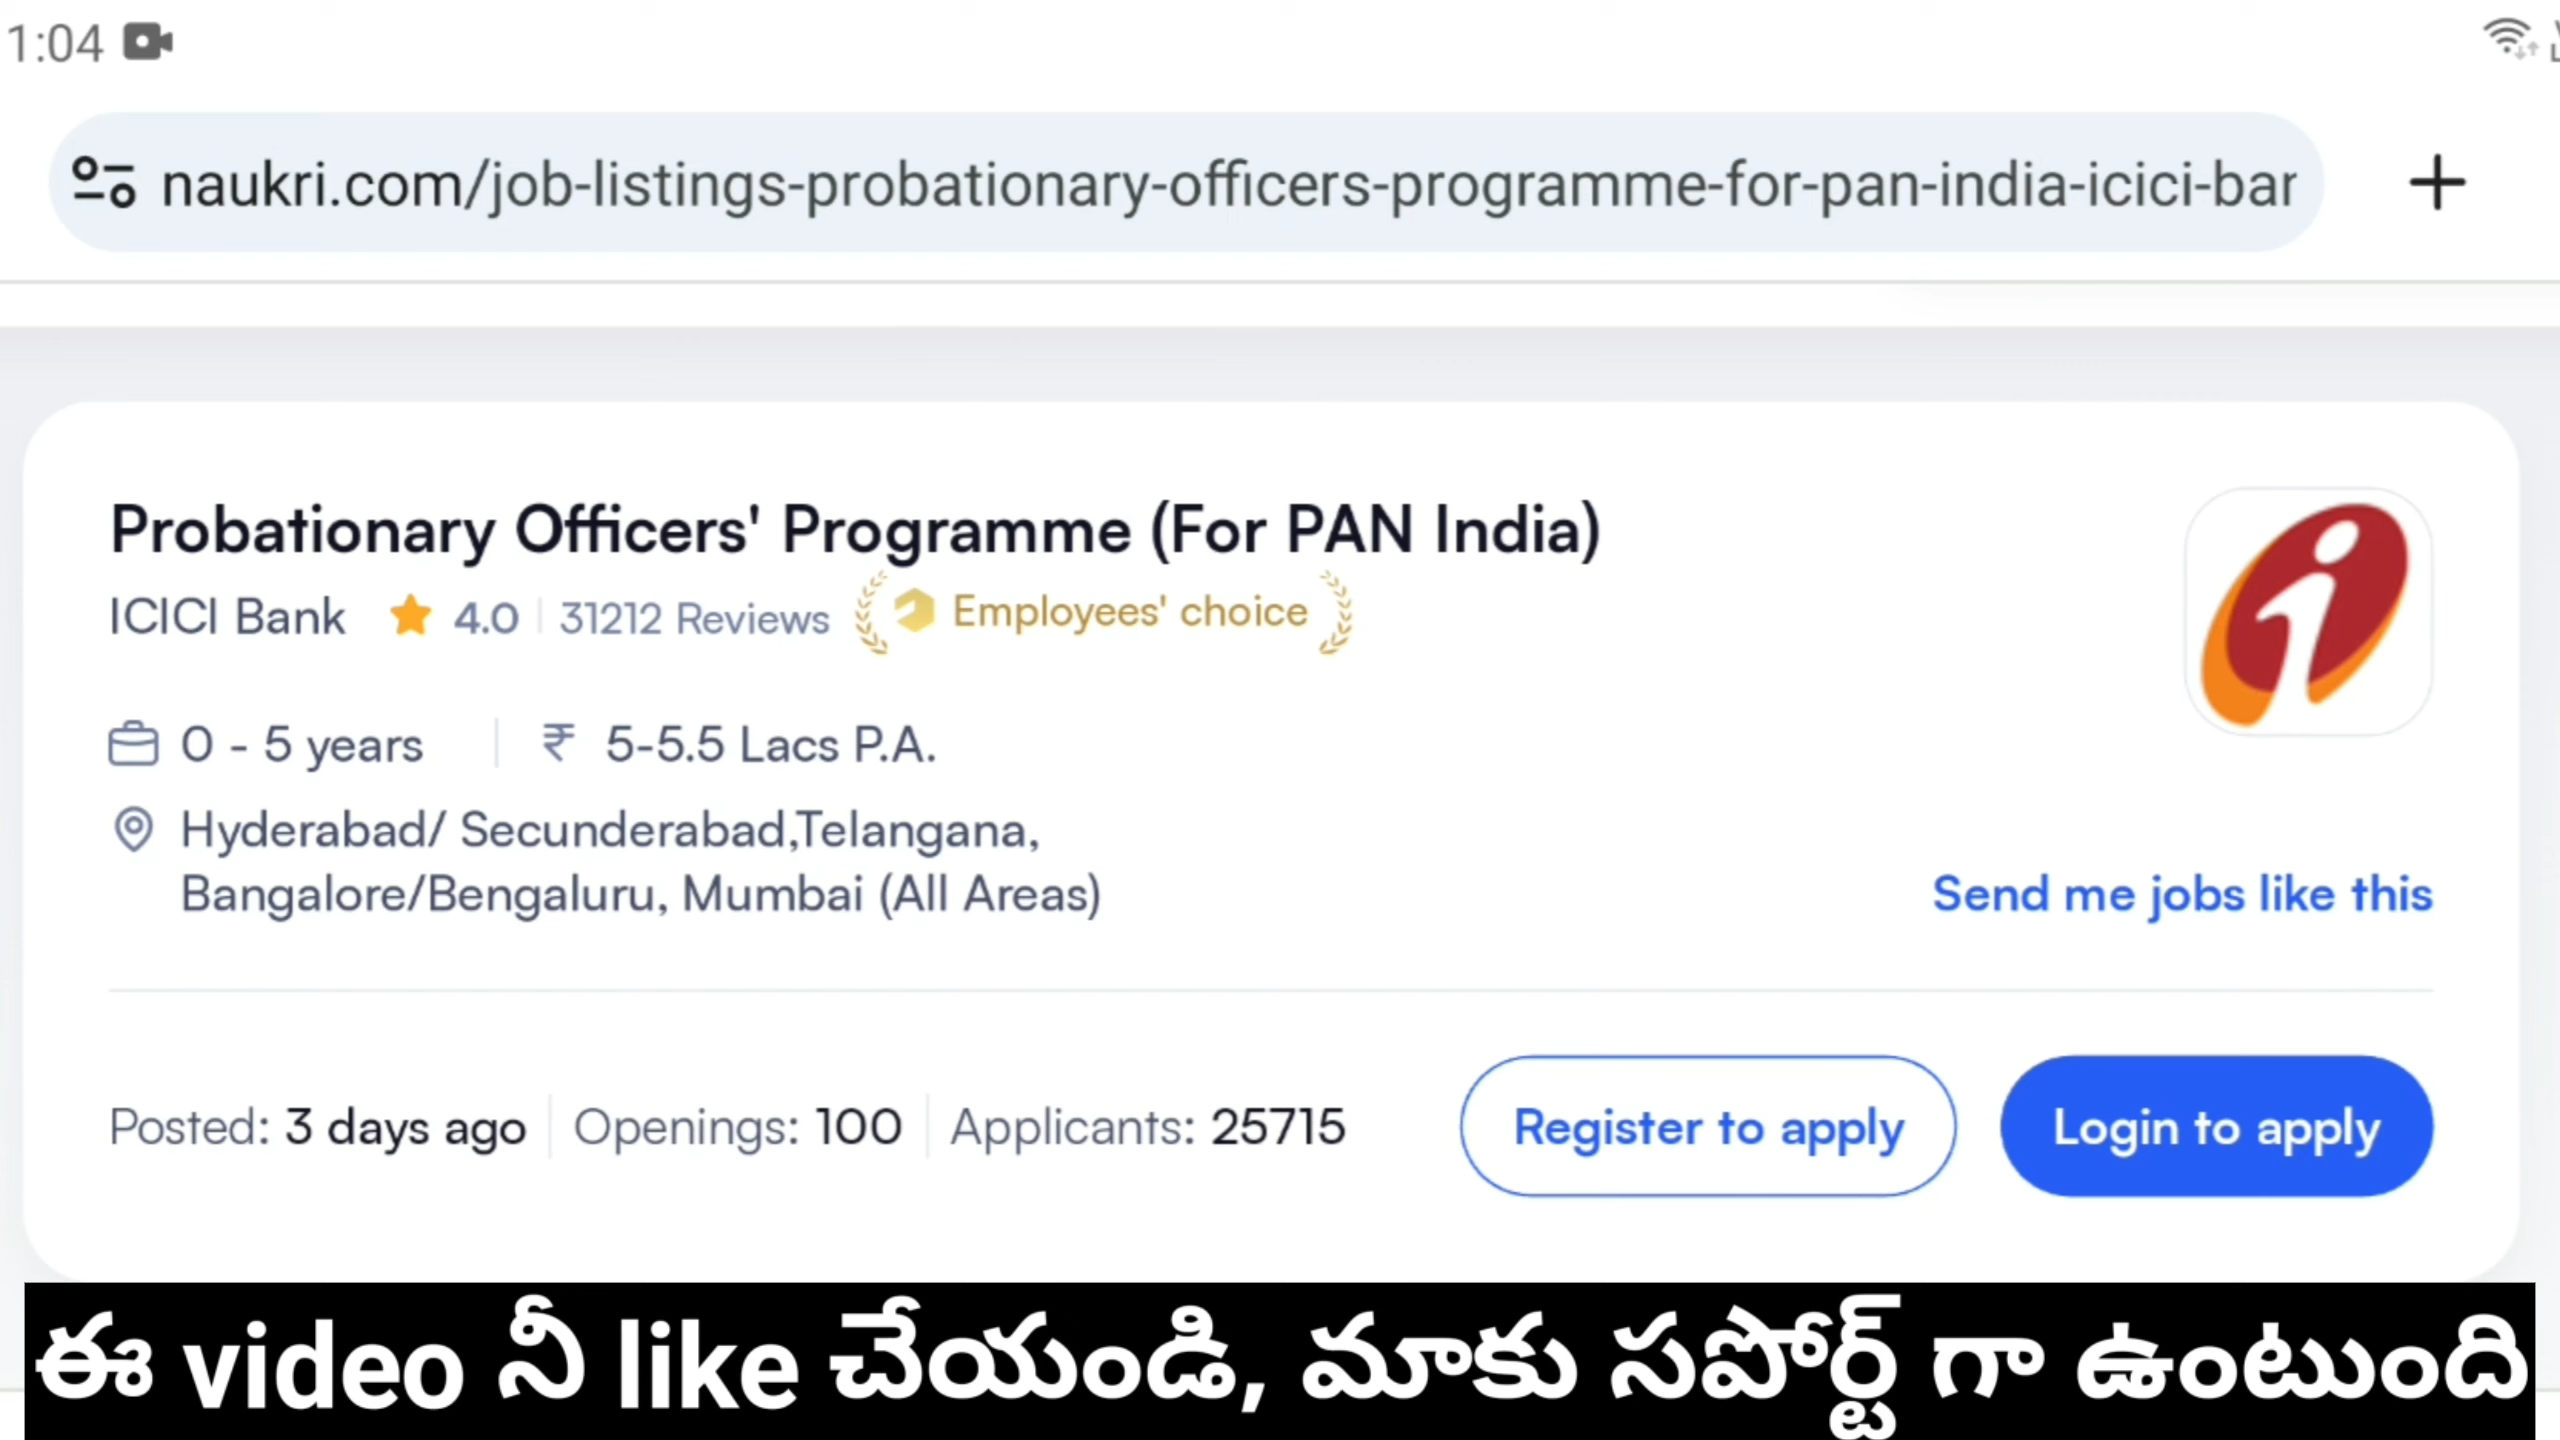 1:04
naukri.com/job-listings-probationary-officers-programme-for-pan-india-icici-bar
Probationary Officers' Programme (For PAN India)
ICICI Bank 4.0 31212 Reviews Employees' choice
0 - 5 years ₹ 5-5.5 Lacs P.A.
Hyderabad/ Secunderabad,Telangana,
Bangalore/Bengaluru, Mumbai (All Areas)
Send me jobs like this
Posted: 3 days ago Openings: 100 Applicants: 25715 Register to apply Login to apply
ఈ video నీ like చేయండి, మాకు సపోర్ట్ గా ఉంటుంది